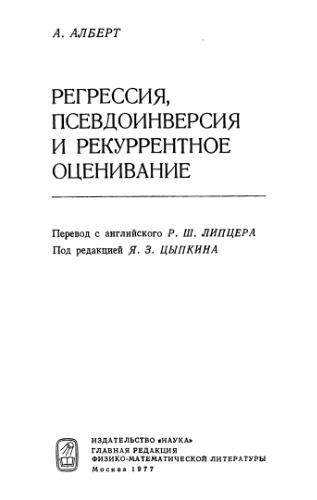 А. АЛБЕРТ
РЕГРЕССИЯ,
ПСЕВДОИНВЕРСИЯ
И РЕКУРРЕНТНОЕ
ОЦЕНИВАНИЕ
Перевод с английского Р. Ш. ЛИПЦЕРА
Под редакцией Я. З. ЦЫПКИНА
ИЗДАТЕЛЬСТВО «НАУКА»
ГЛАВНАЯ РЕДАКЦИЯ
ФИЗИКО-МАТЕМАТИЧЕСКОЙ ЛИТЕРАТУРЫ
Москва 1977